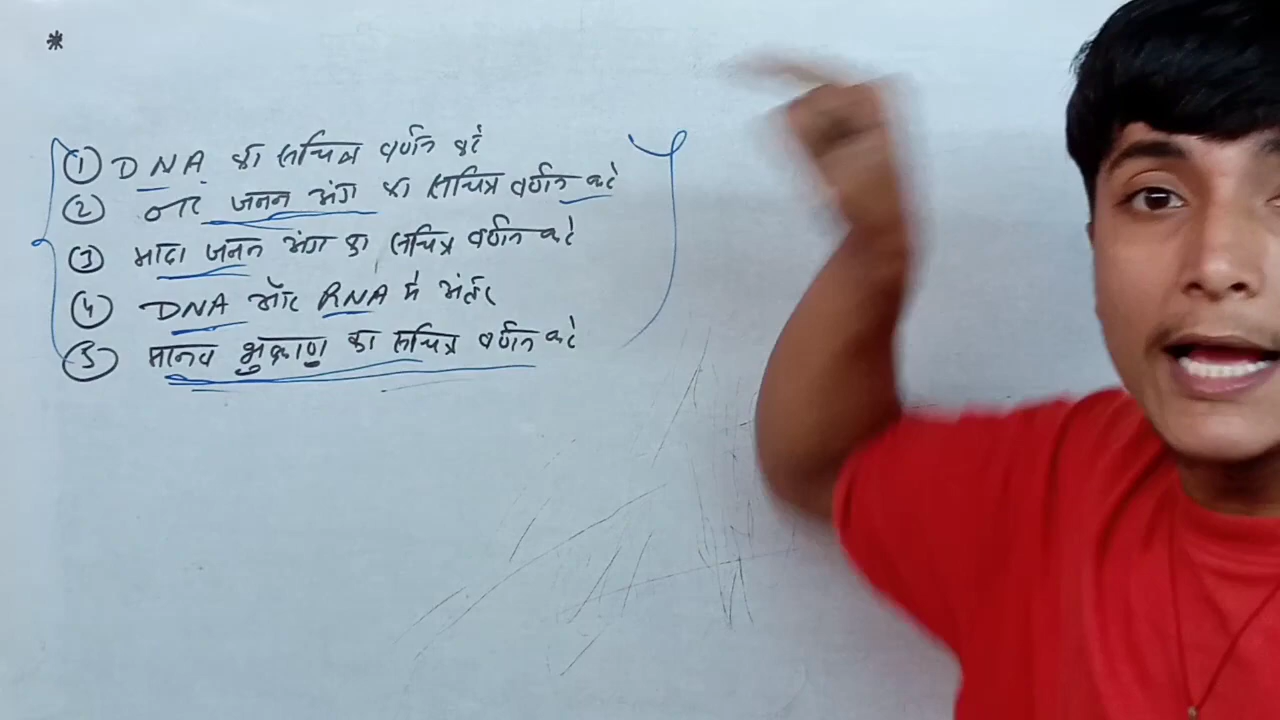 *
① DNA का सचित्र वर्णन करे
② नर जनन अंग का सचित्र वर्णन करे
③ मादा जनन अंग का सचित्र वर्णन करे
④ DNA और RNA में अंतर
⑤ मानव शुक्राणु का सचित्र वर्णन करे